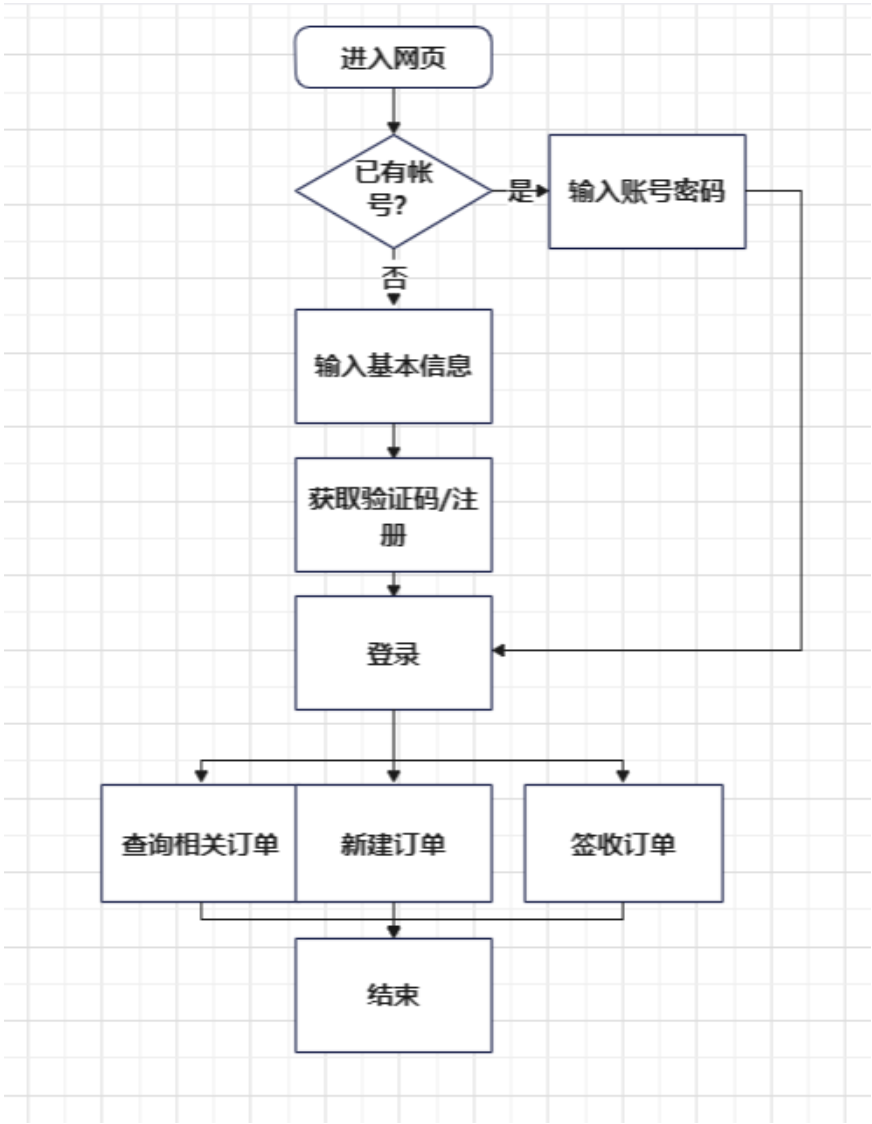 进入网页
已有帐
号?
是
输入账号密码
否
输入基本信息
获取验证码/注
册
登录
查询相关订单
新建订单
签收订单
结束